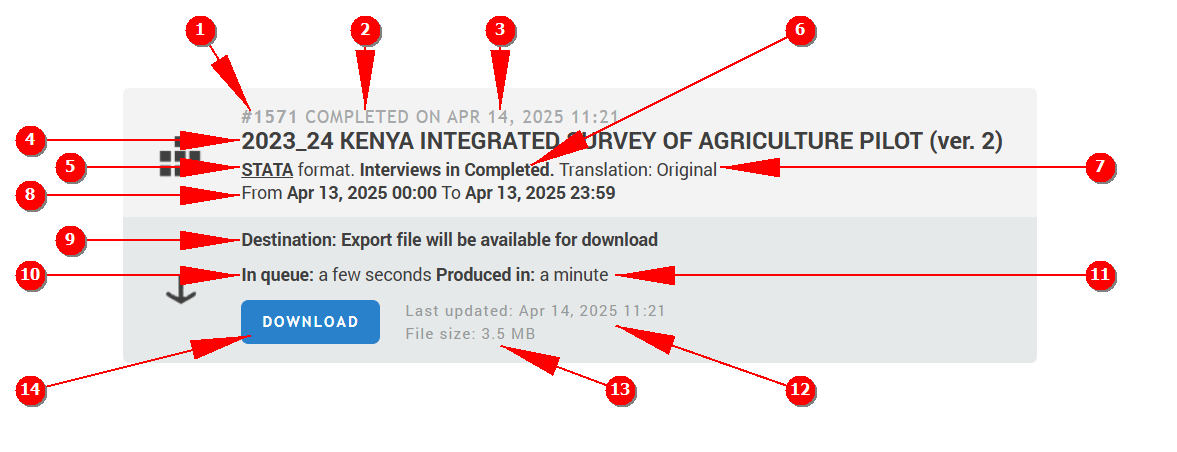 1 2 3 6
#1571 COMPLETED ON APR 14, 2025 11:21
4 2023_24 KENYA INTEGRATED SURVEY OF AGRICULTURE PILOT (ver. 2)
5 STATA format. Interviews in Completed. Translation: Original 7
8 From Apr 13, 2025 00:00 To Apr 13, 2025 23:59
9 Destination: Export file will be available for download
10 In queue: a few seconds Produced in: a minute 11
DOWNLOAD
Last updated: Apr 14, 2025 11:21
File size: 3.5 MB
14 13 12